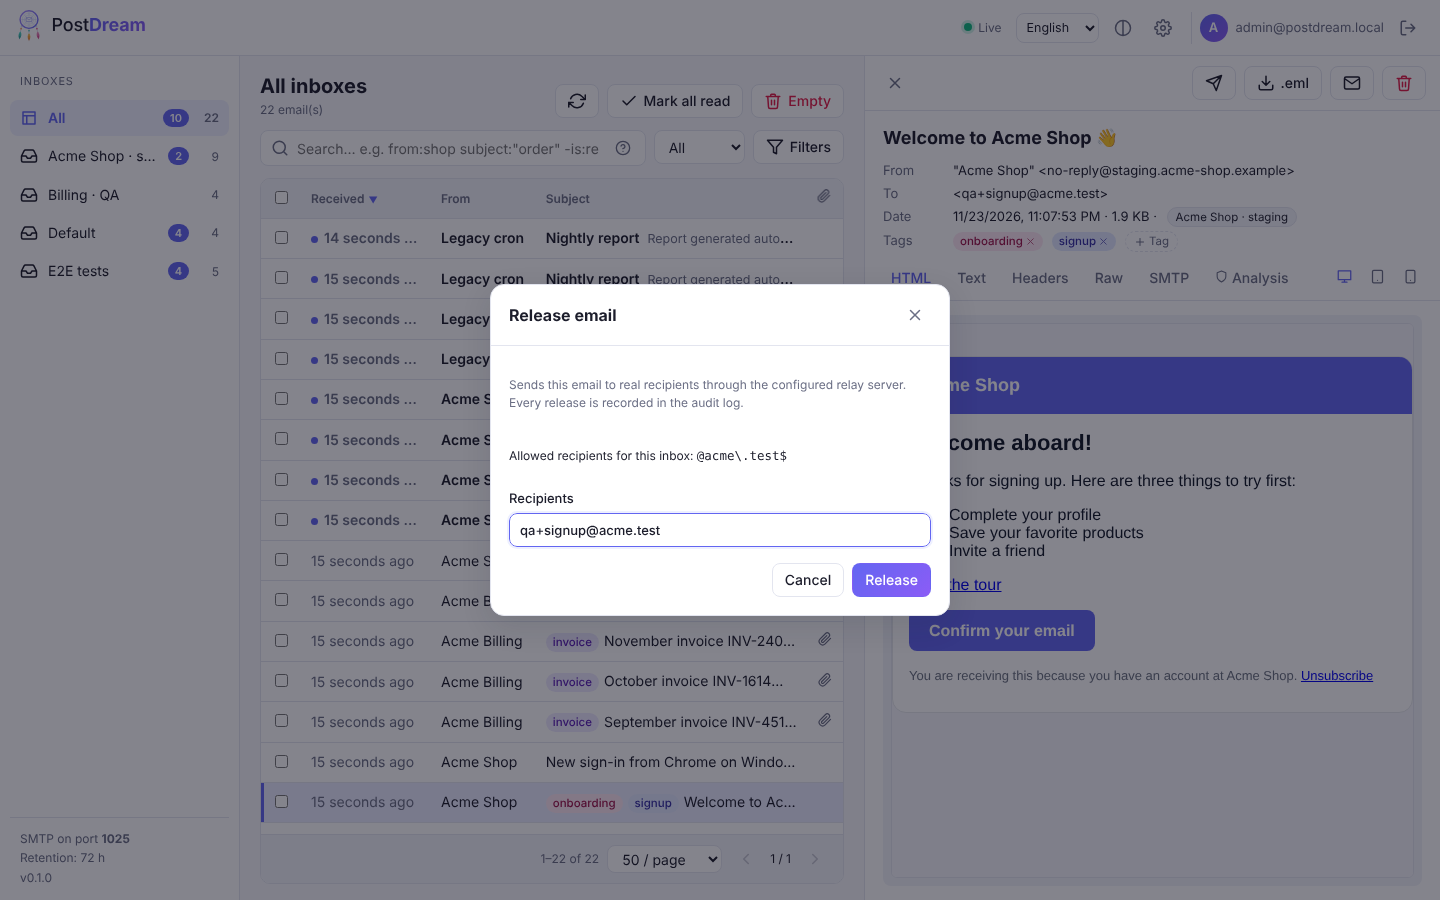 PostDream
Live
English
A
admin@postdream.local
INBOXES
All 10 22
Acme Shop · s... 2 9
Billing · QA 4
Default 4 4
E2E tests 4 5
SMTP on port 1025
Retention: 72 h
v0.1.0
All inboxes
22 email(s)
Mark all read
Empty
Search... e.g. from:shop subject:"order" -is:re
All
Filters
Received ▼ From Subject
14 seconds ... Legacy cron Nightly report Report generated auto...
15 seconds ... Legacy cron Nightly report Report generated auto...
15 seconds ... Legacy
15 seconds ... Legacy
15 seconds ... Acme S
15 seconds ... Acme S
15 seconds ... Acme S
15 seconds ... Acme S
15 seconds ago Acme S
15 seconds ago Acme B
15 seconds ago Acme Billing invoice November invoice INV-240...
15 seconds ago Acme Billing invoice October invoice INV-1614...
15 seconds ago Acme Billing invoice September invoice INV-451...
15 seconds ago Acme Shop New sign-in from Chrome on Windo...
15 seconds ago Acme Shop onboarding signup Welcome to Ac...
1–22 of 22
50 / page
1 / 1
Release email
Sends this email to real recipients through the configured relay server.
Every release is recorded in the audit log.
Allowed recipients for this inbox: @acme\.test$
Recipients
qa+signup@acme.test
Cancel
Release
.eml
Welcome to Acme Shop 👋
From "Acme Shop" <no-reply@staging.acme-shop.example>
To <qa+signup@acme.test>
Date 11/23/2026, 11:07:53 PM · 1.9 KB · Acme Shop · staging
Tags onboarding × signup × + Tag
HTML Text Headers Raw SMTP Analysis
me Shop
come aboard!
ks for signing up. Here are three things to try first:
Complete your profile
Save your favorite products
Invite a friend
the tour
Confirm your email
You are receiving this because you have an account at Acme Shop. Unsubscribe